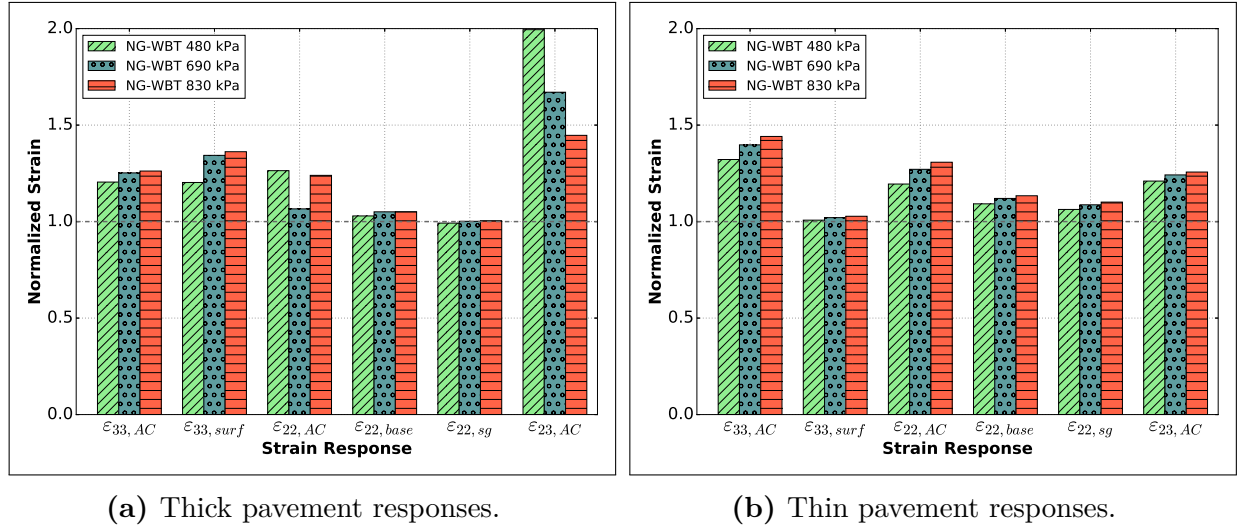 2.0
1.5
1.0
0.5
0.0
Normalized Strain
NG-WBT 480 kPa
NG-WBT 690 kPa
NG-WBT 830 kPa
ε33,AC ε33,surf ε22,AC ε22,base ε22,sg ε23,AC
Strain Response
(a) Thick pavement responses.
2.0
1.5
1.0
0.5
0.0
Normalized Strain
NG-WBT 480 kPa
NG-WBT 690 kPa
NG-WBT 830 kPa
ε33,AC ε33,surf ε22,AC ε22,base ε22,sg ε23,AC
Strain Response
(b) Thin pavement responses.